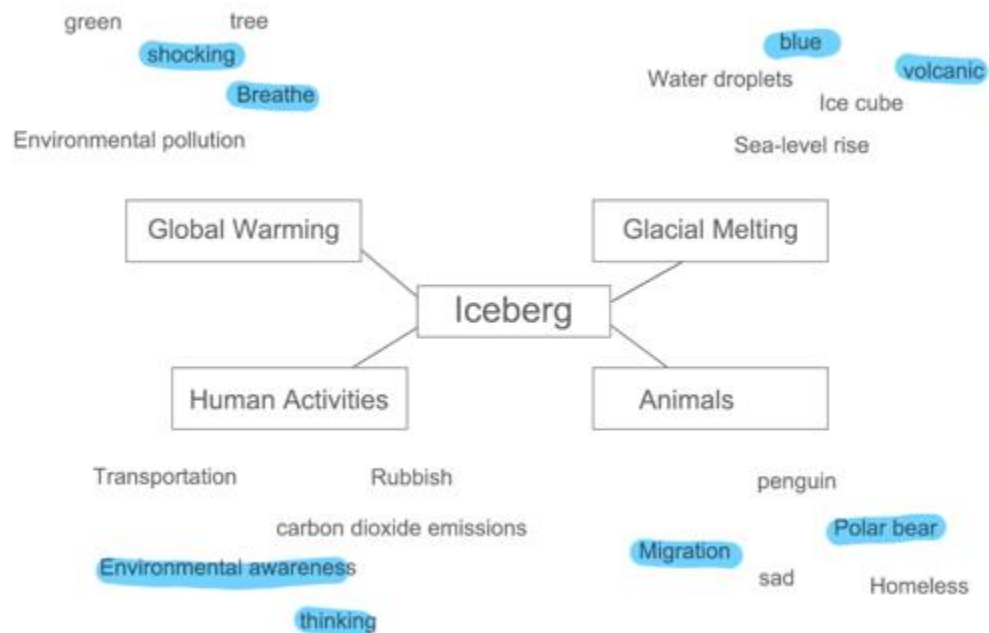 green
tree
shocking
Breathe
Environmental pollution
blue
volcanic
Water droplets
Ice cube
Sea-level rise
Global Warming
Glacial Melting
Iceberg
Human Activities
Animals
Transportation
Rubbish
carbon dioxide emissions
Environmental awareness
thinking
penguin
Polar bear
Migration
sad
Homeless